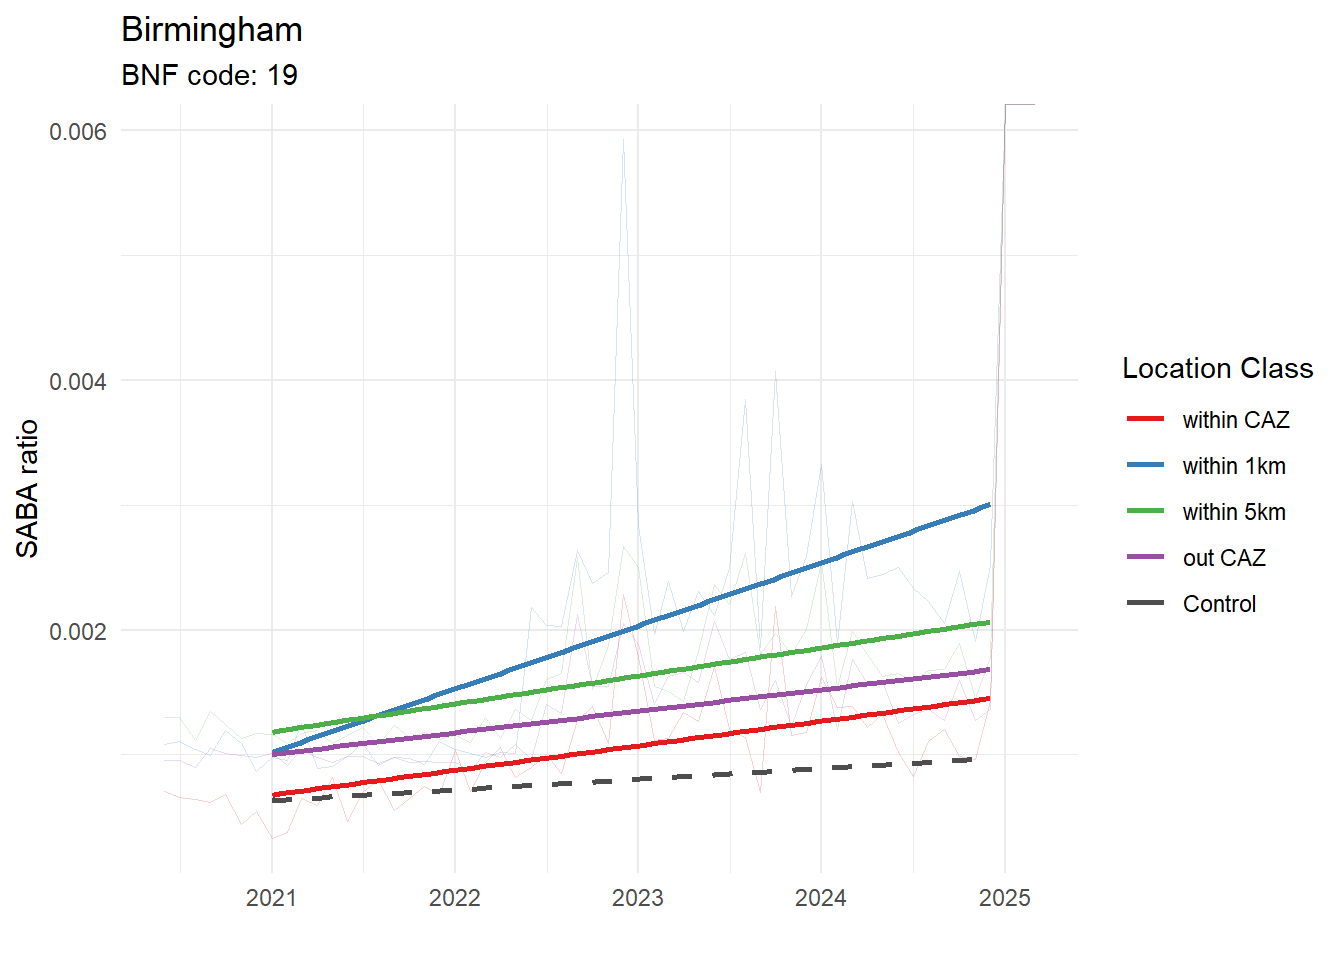 Birmingham
BNF code: 19
0.006
0.004
0.002
SABA ratio
2021 2022 2023 2024 2025
Location Class
within CAZ
within 1km
within 5km
out CAZ
Control